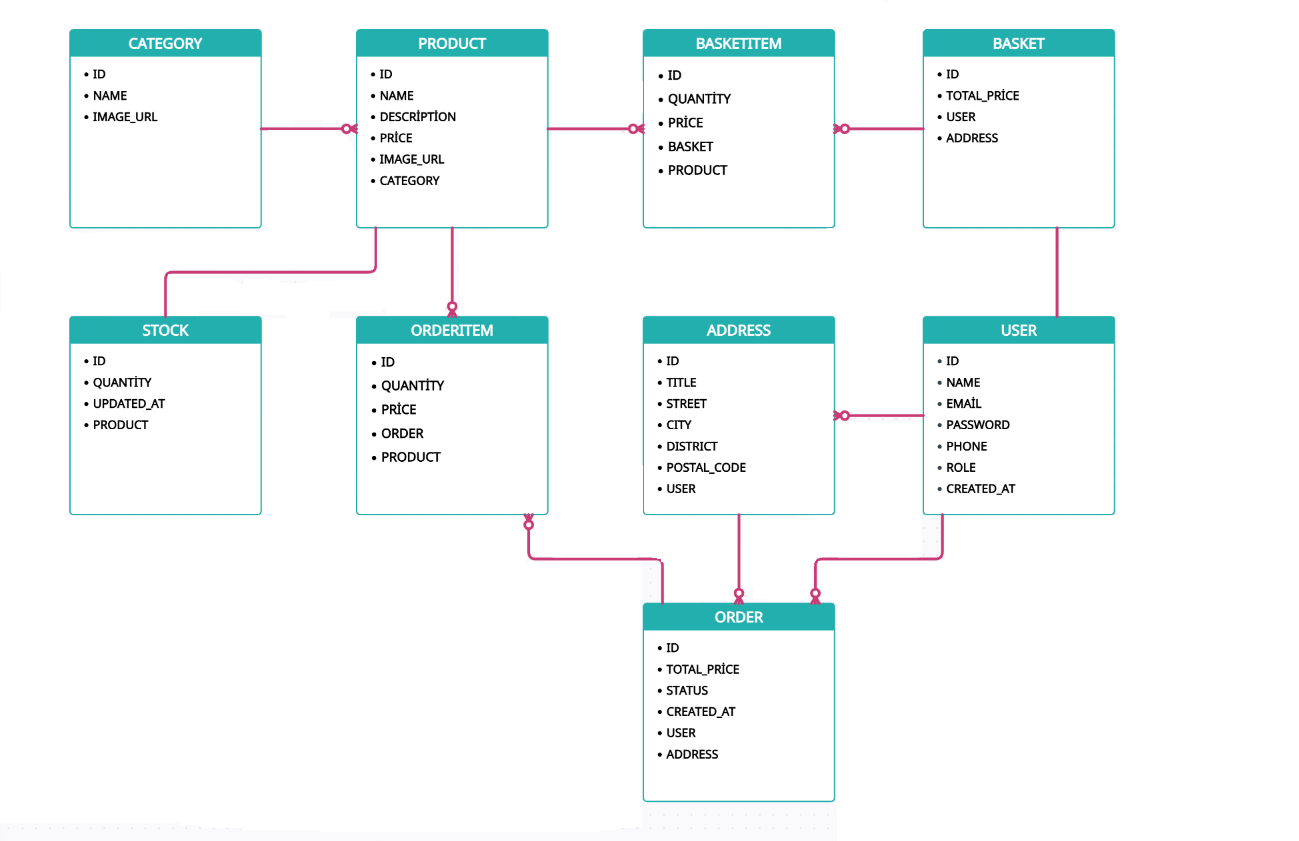 CATEGORY
• ID
• NAME
• IMAGE_URL
PRODUCT
• ID
• NAME
• DESCRİPTİON
• PRİCE
• IMAGE_URL
• CATEGORY
BASKETITEM
• ID
• QUANTİTY
• PRİCE
• BASKET
• PRODUCT
BASKET
• ID
• TOTAL_PRİCE
• USER
• ADDRESS
STOCK
• ID
• QUANTİTY
• UPDATED_AT
• PRODUCT
ORDERITEM
• ID
• QUANTİTY
• PRİCE
• ORDER
• PRODUCT
ADDRESS
• ID
• TITLE
• STREET
• CITY
• DISTRICT
• POSTAL_CODE
• USER
USER
• ID
• NAME
• EMAİL
• PASSWORD
• PHONE
• ROLE
• CREATED_AT
ORDER
• ID
• TOTAL_PRİCE
• STATUS
• CREATED_AT
• USER
• ADDRESS